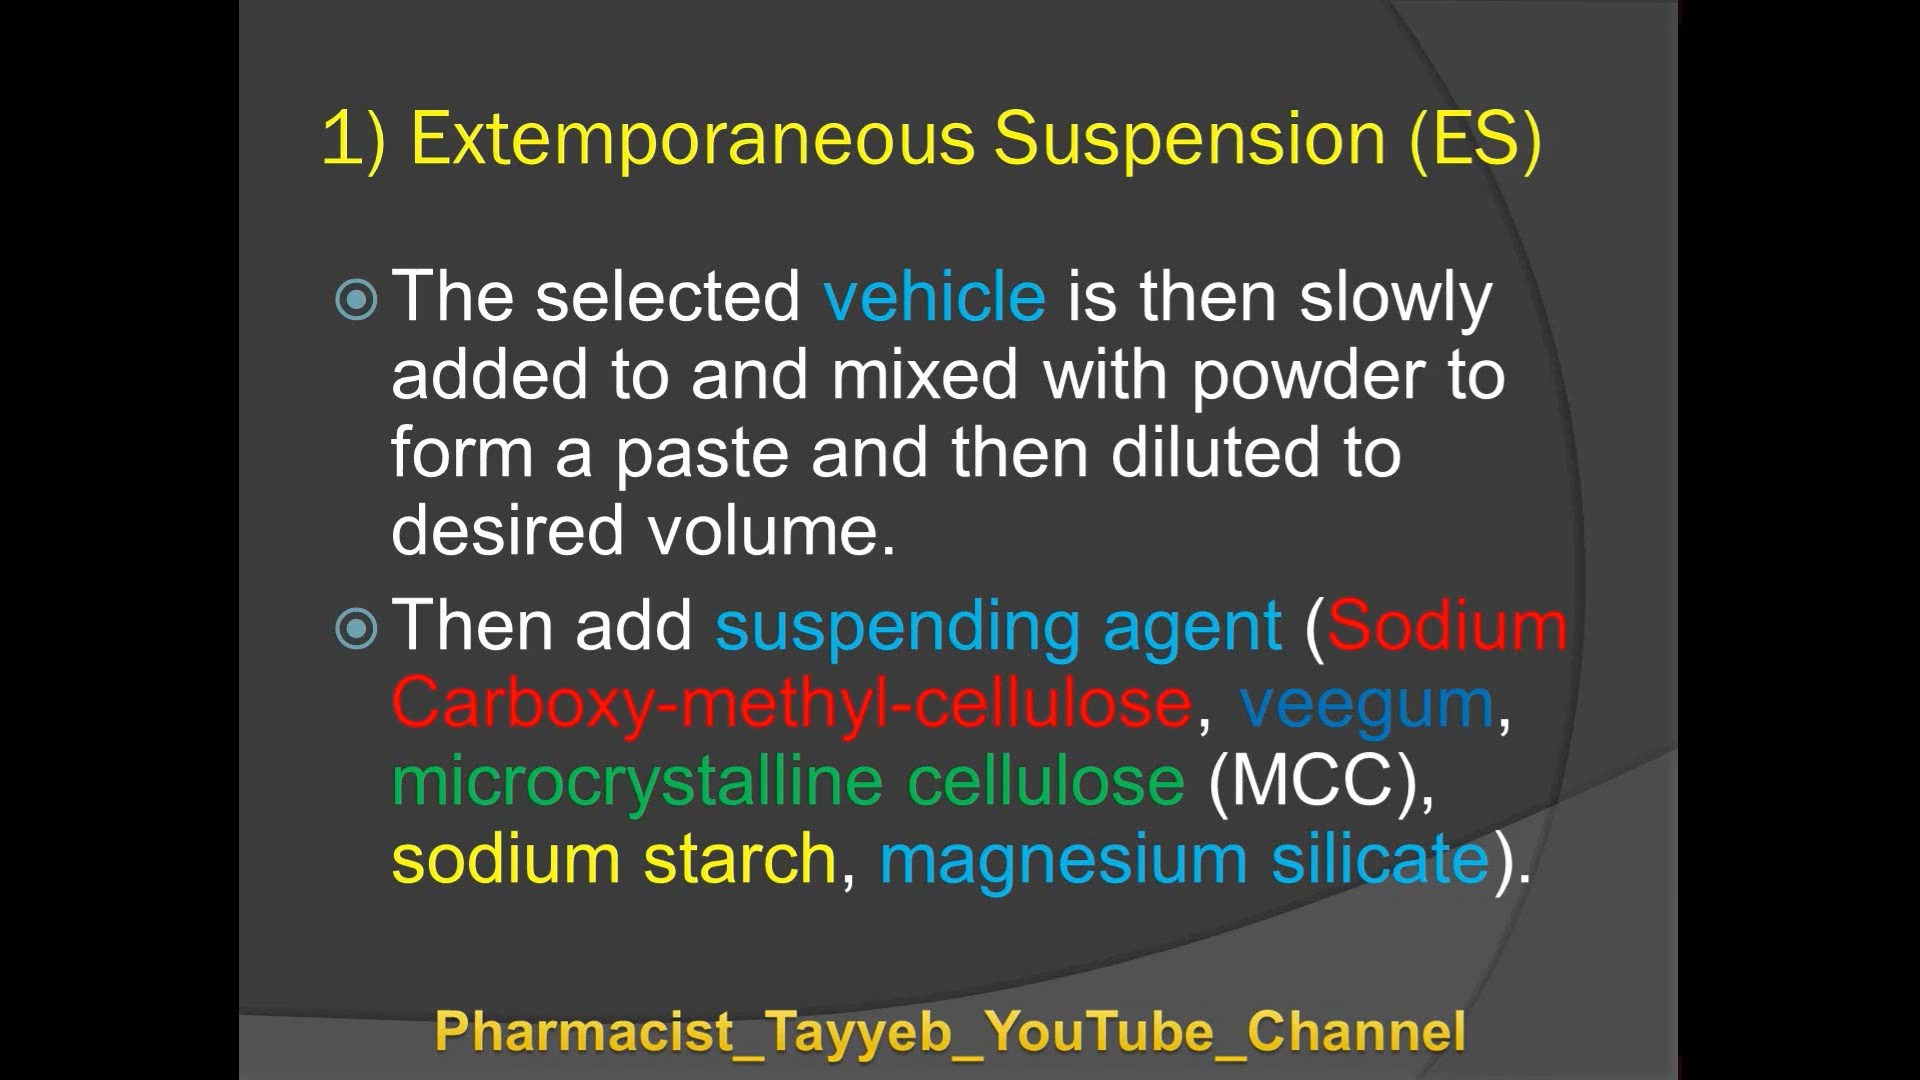 1) Extemporaneous Suspension (ES)
The selected vehicle is then slowly
added to and mixed with powder to
form a paste and then diluted to
desired volume.
Then add suspending agent (Sodium
Carboxy-methyl-cellulose, veegum,
microcrystalline cellulose (MCC),
sodium starch, magnesium silicate).
Pharmacist_Tayyeb_YouTube_Channel